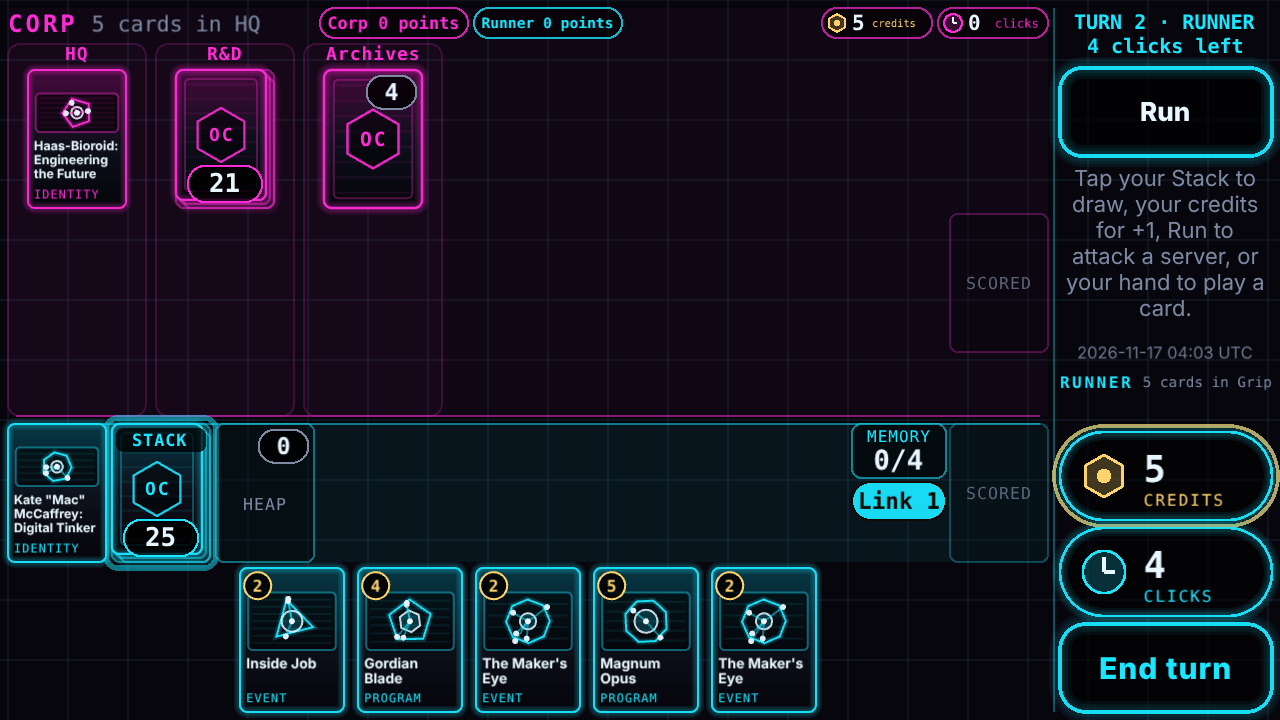 CORP 5 cards in HQ
Corp 0 points
Runner 0 points
5 credits
0 clicks
TURN 2 · RUNNER
4 clicks left
HQ
R&D
Archives
Haas-Bioroid:
Engineering
the Future
IDENTITY
OC
21
4
OC
SCORED
Run
Tap your Stack to
draw, your credits
for +1, Run to
attack a server, or
your hand to play a
card.
2026-11-17 04:03 UTC
RUNNER 5 cards in Grip
Kate "Mac"
McCaffrey:
Digital Tinker
IDENTITY
STACK
OC
25
0
HEAP
MEMORY
0/4
Link 1
SCORED
5
CREDITS
4
CLICKS
End turn
2
Inside Job
EVENT
4
Gordian
Blade
PROGRAM
2
The Maker's
Eye
EVENT
5
Magnum
Opus
PROGRAM
2
The Maker's
Eye
EVENT